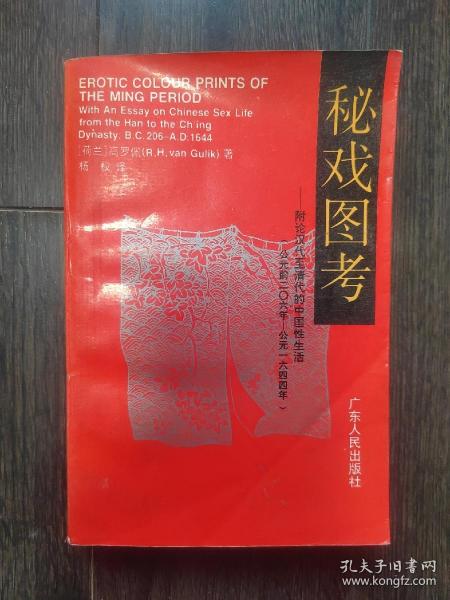 EROTIC COLOUR PRINTS OF
THE MING PERIOD
With An Essay on Chinese Sex Life
from the Han to the Ch'ing
Dynasty. B.C. 206–A.D.1644
[荷兰]高罗佩(R.H. van Gulik) 著
杨 权 译
秘戏图考
——附论汉代至清代的中国性生活
(公元前二〇六年—公元一六四四年)
广东人民出版社
孔夫子旧书网
www.kongfz.com